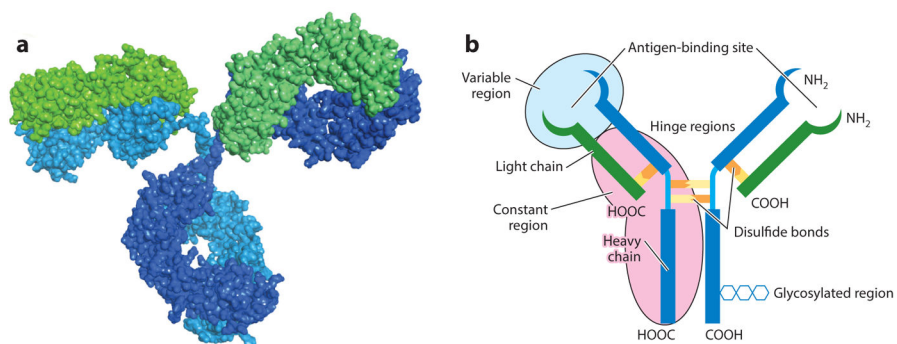 a
b
Antigen-binding site
Variable
region
NH2
Hinge regions
NH2
Light chain
Constant
region
HOOC
COOH
Disulfide bonds
Heavy
chain
Glycosylated region
HOOC
COOH